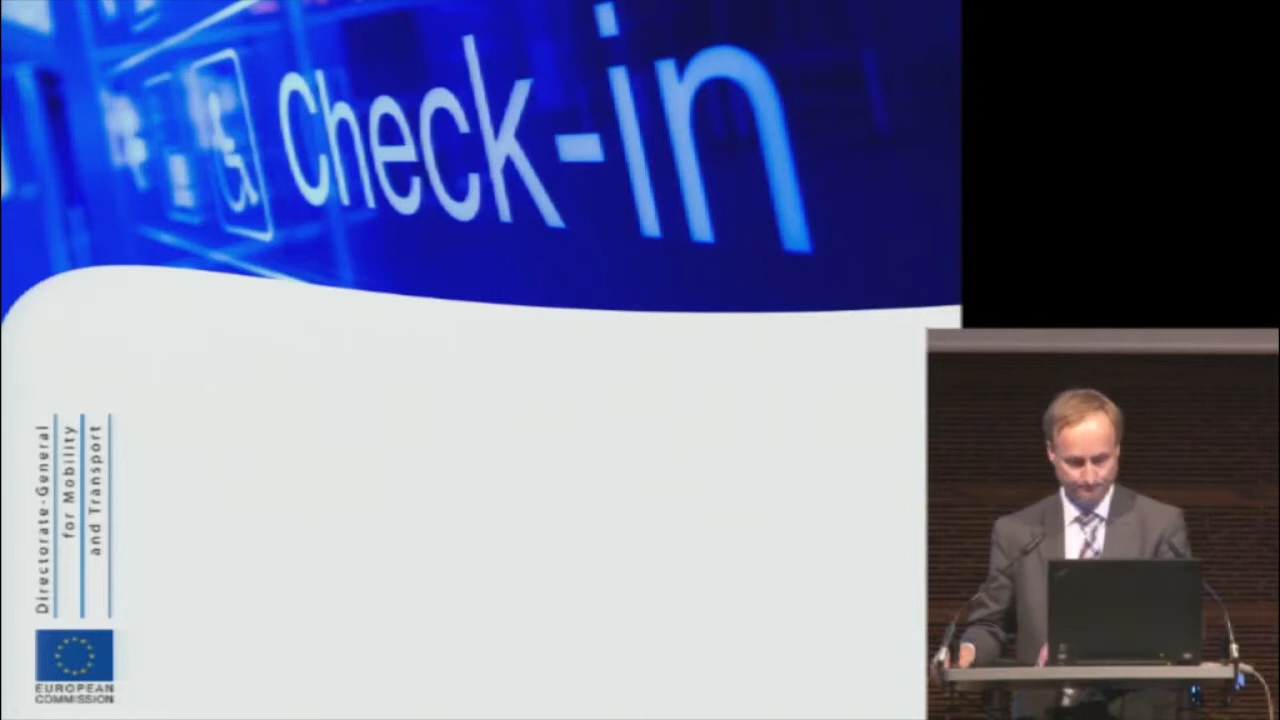 Check-in
Directorate-General
for Mobility
and Transport
EUROPEAN
COMMISSION